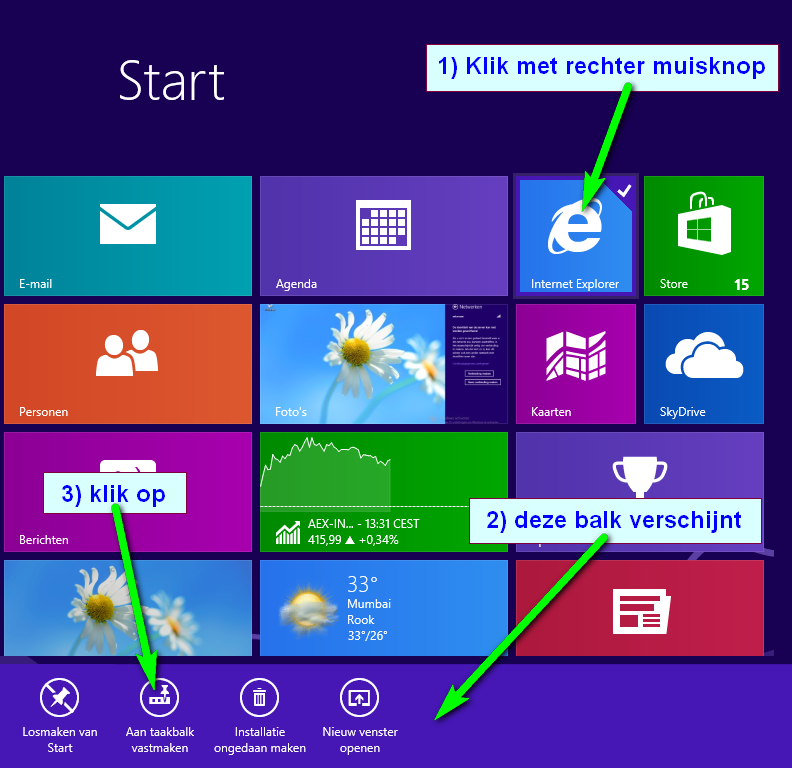 Start
1) Klik met rechter muisknop
E-mail
Agenda
Internet Explorer
Store
15
Personen
Netwerken
Foto's
Kaarten
SkyDrive
3) klik op
Berichten
AEX-IN... - 13:31 CEST
415,99 ▲ +0,34%
2) deze balk verschijnt
33°
Mumbai
Rook
33°/26°
Losmaken van
Start
Aan taakbalk
vastmaken
Installatie
ongedaan maken
Nieuw venster
openen